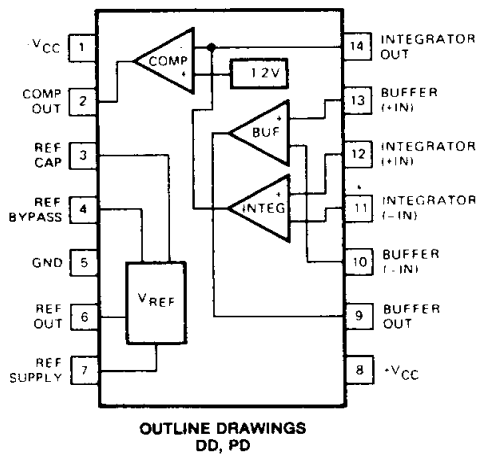 -VCC 1
COMP OUT 2
REF CAP 3
REF BYPASS 4
GND 5
REF OUT 6
REF SUPPLY 7
COMP
+
1.2V
+
BUF
-
+
INTEG
-
VREF
14 INTEGRATOR OUT
13 BUFFER (+IN)
12 INTEGRATOR (+IN)
11 INTEGRATOR (-IN)
10 BUFFER (-IN)
9 BUFFER OUT
8 +VCC
OUTLINE DRAWINGS
DD, PD